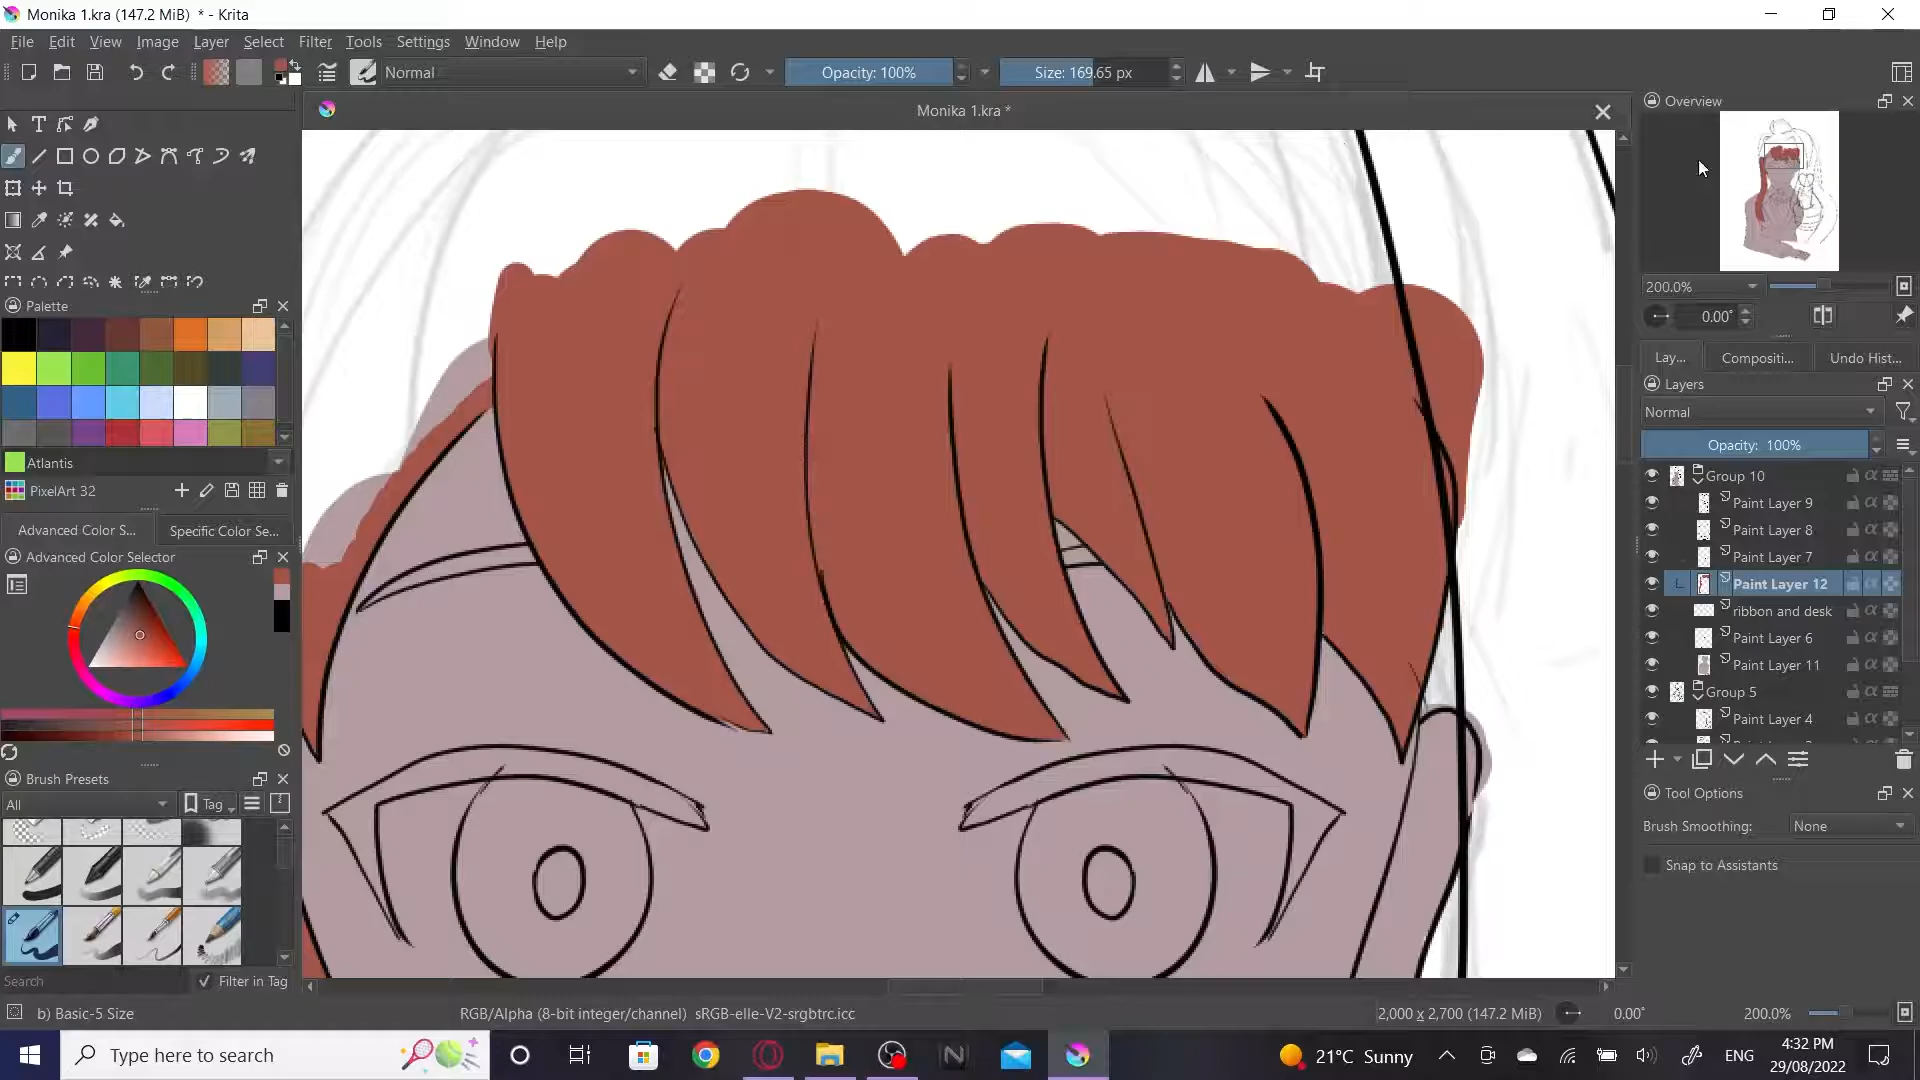 Monika 1.kra (147.2 MiB) * - Krita
File Edit View Image Layer Select Filter Tools Settings Window Help
Normal Opacity: 100% Size: 169.65 px
Monika 1.kra *
Overview
200.0%
0.00°
Lay... Compositi... Undo Hist...
Layers
Normal
Opacity: 100%
Group 10
Paint Layer 9
Paint Layer 8
Paint Layer 7
Paint Layer 12
ribbon and desk
Paint Layer 6
Paint Layer 11
Group 5
Paint Layer 4
Tool Options
Brush Smoothing: None
Snap to Assistants
Palette
Atlantis
PixelArt 32
Advanced Color S... Specific Color Se...
Advanced Color Selector
Brush Presets
All Tag
Search Filter in Tag
b) Basic-5 Size
RGB/Alpha (8-bit integer/channel) sRGB-elle-V2-srgbtrc.icc
2,000 x 2,700 (147.2 MiB) 0.00° 200.0%
Type here to search
21°C Sunny ENG
4:32 PM
29/08/2022